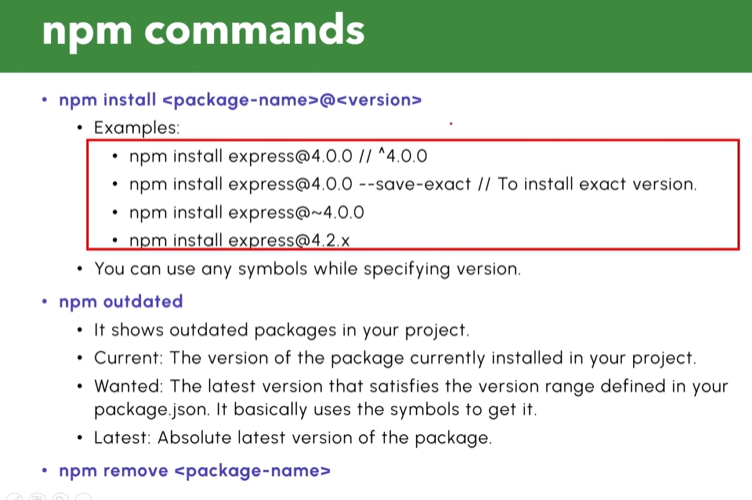 npm commands
• npm install <package-name>@<version>
• Examples:
• npm install express@4.0.0 // ^4.0.0
• npm install express@4.0.0 --save-exact // To install exact version.
• npm install express@~4.0.0
• npm install express@4.2.x
• You can use any symbols while specifying version.
• npm outdated
• It shows outdated packages in your project.
• Current: The version of the package currently installed in your project.
• Wanted: The latest version that satisfies the version range defined in your
package.json. It basically uses the symbols to get it.
• Latest: Absolute latest version of the package.
• npm remove <package-name>